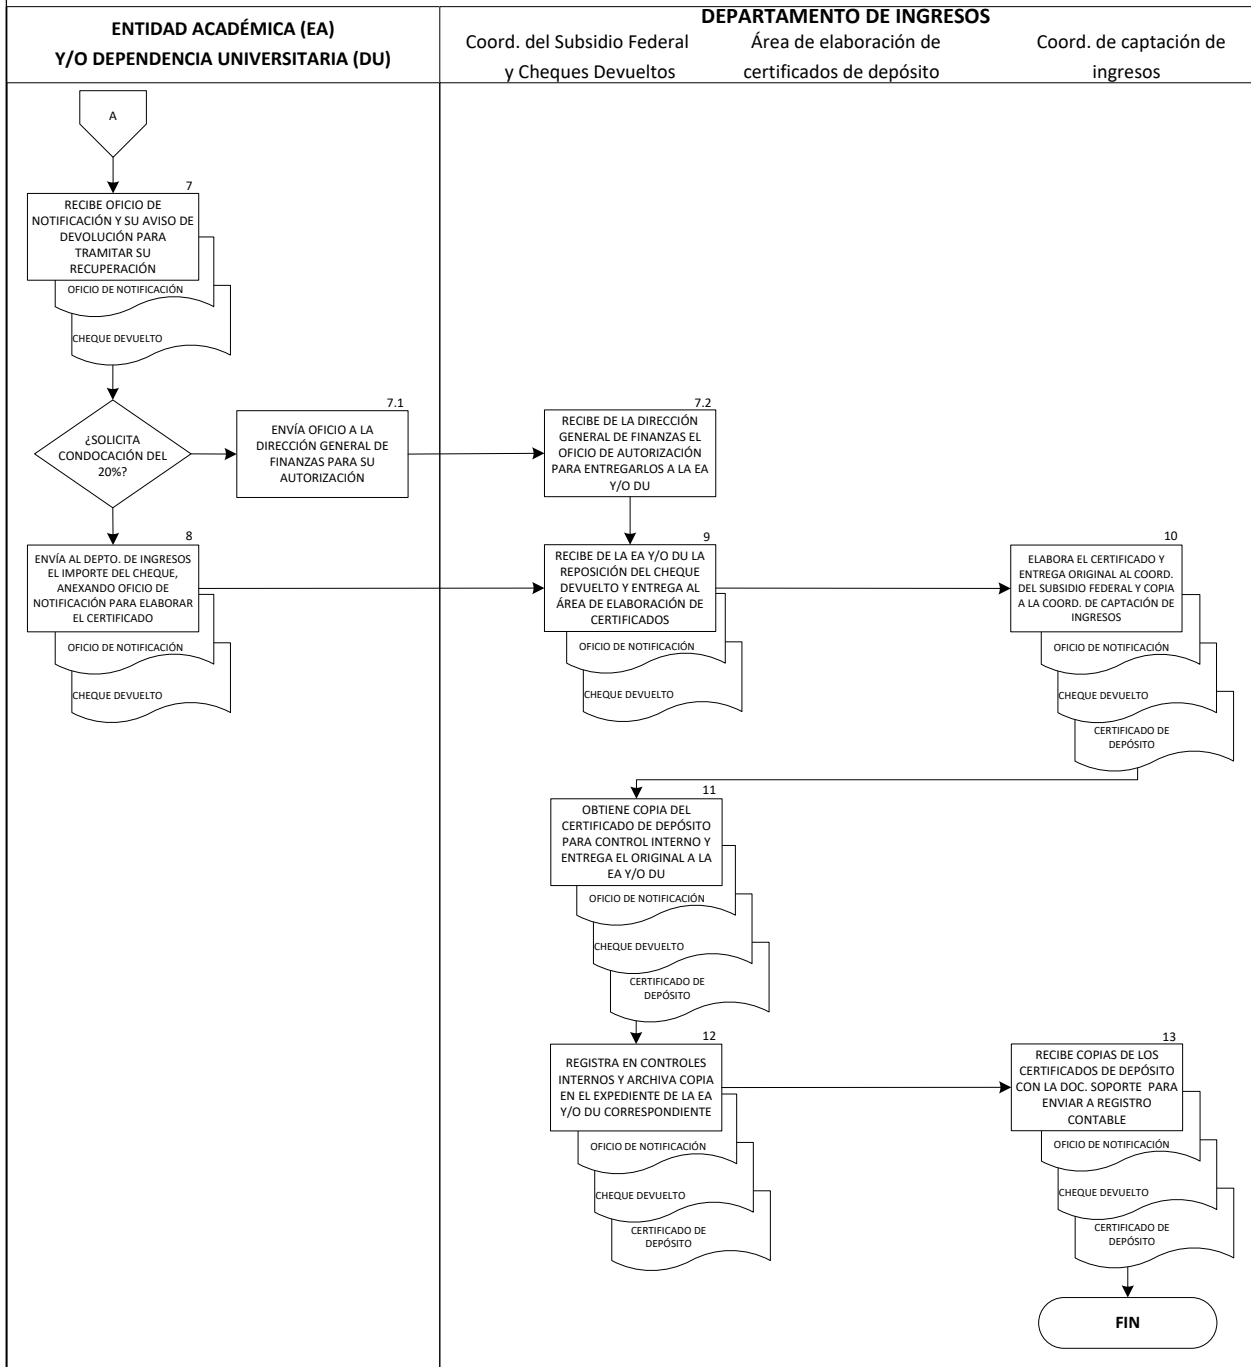 ENTIDAD ACADÉMICA (EA)
Y/O DEPENDENCIA UNIVERSITARIA (DU)
DEPARTAMENTO DE INGRESOS
Coord. del Subsidio Federal
y Cheques Devueltos
Área de elaboración de
certificados de depósito
Coord. de captación de
ingresos
A
7
RECIBE OFICIO DE
NOTIFICACIÓN Y SU AVISO DE
DEVOLUCIÓN PARA
TRAMITAR SU
RECUPERACIÓN
OFICIO DE NOTIFICACIÓN
CHEQUE DEVUELTO
¿SOLICITA
CONDOCACIÓN DEL
20%?
7.1
ENVÍA OFICIO A LA
DIRECCIÓN GENERAL DE
FINANZAS PARA SU
AUTORIZACIÓN
7.2
RECIBE DE LA DIRECCIÓN
GENERAL DE FINANZAS EL
OFICIO DE AUTORIZACIÓN
PARA ENTREGARLOS A LA EA
Y/O DU
8
ENVÍA AL DEPTO. DE INGRESOS
EL IMPORTE DEL CHEQUE,
ANEXANDO OFICIO DE
NOTIFICACIÓN PARA ELABORAR
EL CERTIFICADO
OFICIO DE NOTIFICACIÓN
CHEQUE DEVUELTO
9
RECIBE DE LA EA Y/O DU LA
REPOSICIÓN DEL CHEQUE
DEVUELTO Y ENTREGA AL
ÁREA DE ELABORACIÓN DE
CERTIFICADOS
OFICIO DE NOTIFICACIÓN
CHEQUE DEVUELTO
10
ELABORA EL CERTIFICADO Y
ENTREGA ORIGINAL AL COORD.
DEL SUBSIDIO FEDERAL Y COPIA
A LA COORD. DE CAPTACIÓN DE
INGRESOS
OFICIO DE NOTIFICACIÓN
CHEQUE DEVUELTO
CERTIFICADO DE
DEPÓSITO
11
OBTIENE COPIA DEL
CERTIFICADO DE DEPÓSITO
PARA CONTROL INTERNO Y
ENTREGA EL ORIGINAL A LA
EA Y/O DU
OFICIO DE NOTIFICACIÓN
CHEQUE DEVUELTO
CERTIFICADO DE
DEPÓSITO
12
REGISTRA EN CONTROLES
INTERNOS Y ARCHIVA COPIA
EN EL EXPEDIENTE DE LA EA
Y/O DU CORRESPONDIENTE
OFICIO DE NOTIFICACIÓN
CHEQUE DEVUELTO
CERTIFICADO DE
DEPÓSITO
13
RECIBE COPIAS DE LOS
CERTIFICADOS DE DEPÓSITO
CON LA DOC. SOPORTE PARA
ENVIAR A REGISTRO
CONTABLE
OFICIO DE NOTIFICACIÓN
CHEQUE DEVUELTO
CERTIFICADO DE
DEPÓSITO
FIN